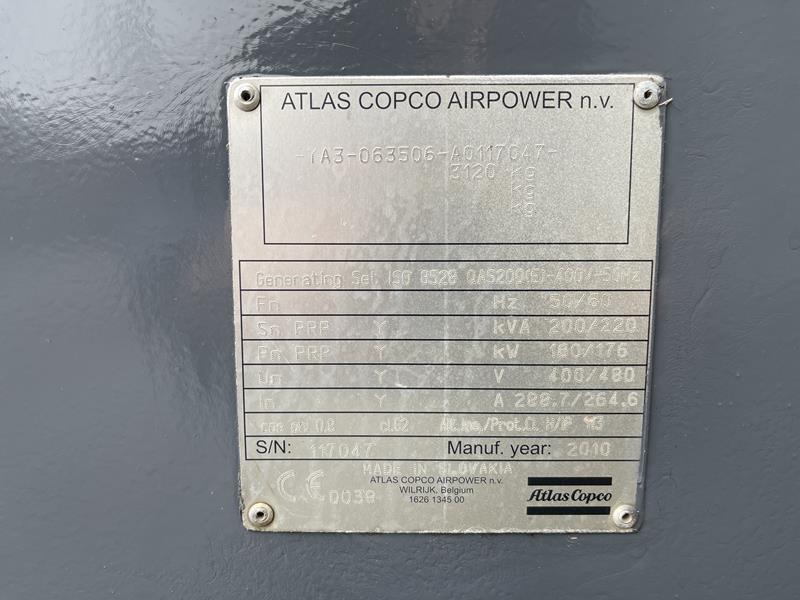 ATLAS COPCO AIRPOWER n.v.
-YA3-063506-A0117047-
3120 Kg
Kg
Kg
Generating Set ISO 8528 QAS200(E)-400V-50Hz
Fn Hz 50/60
Sn PRP Y kVA 200/220
Pn PRP Y kW 160/176
Un Y V 400/480
In Y A 288.7/264.6
cos phi 0.8 cl.G2 Alt.Ins./Prot.Cl. H/IP
S/N: 117047 Manuf. year: 2010
MADE IN SLOVAKIA
CE 0038
ATLAS COPCO AIRPOWER n.v.
WILRIJK, Belgium
1626 1345 00
Atlas Copco